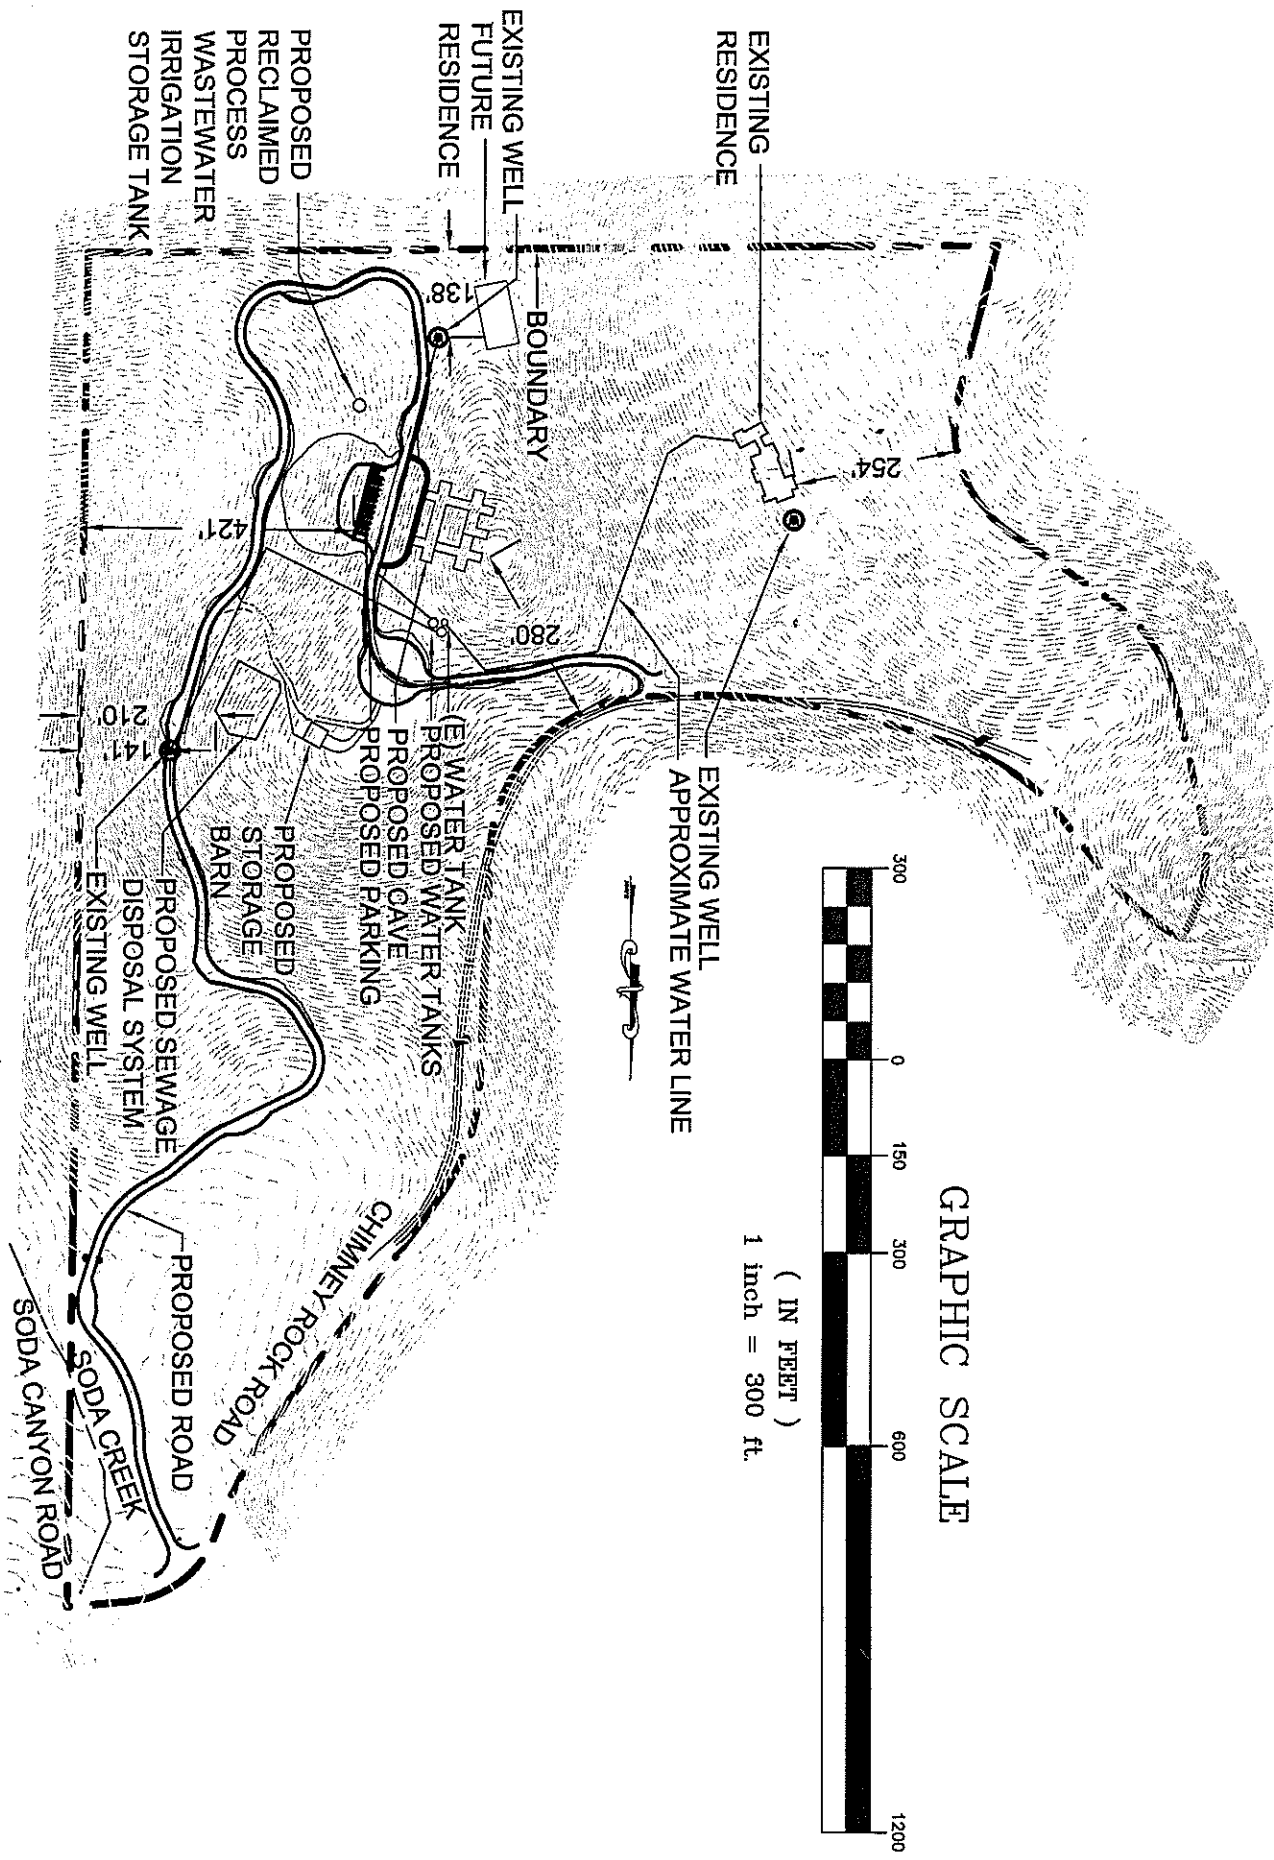 GRAPHIC SCALE
( IN FEET )
1 inch = 300 ft.
300
0
150
300
600
1200
EXISTING
RESIDENCE
254'
EXISTING WELL
APPROXIMATE WATER LINE
EXISTING WELL
FUTURE
RESIDENCE
BOUNDARY
138'
280'
(E) WATER TANK
PROPOSED WATER TANKS
PROPOSED CAVE
PROPOSED PARKING
PROPOSED
RECLAIMED
PROCESS
WASTEWATER
IRRIGATION
STORAGE TANK
421'
PROPOSED
STORAGE
BARN
PROPOSED SEWAGE
DISPOSAL SYSTEM
EXISTING WELL
210'
141'
CHIMNEY ROCK ROAD
PROPOSED ROAD
SODA CREEK
SODA CANYON ROAD